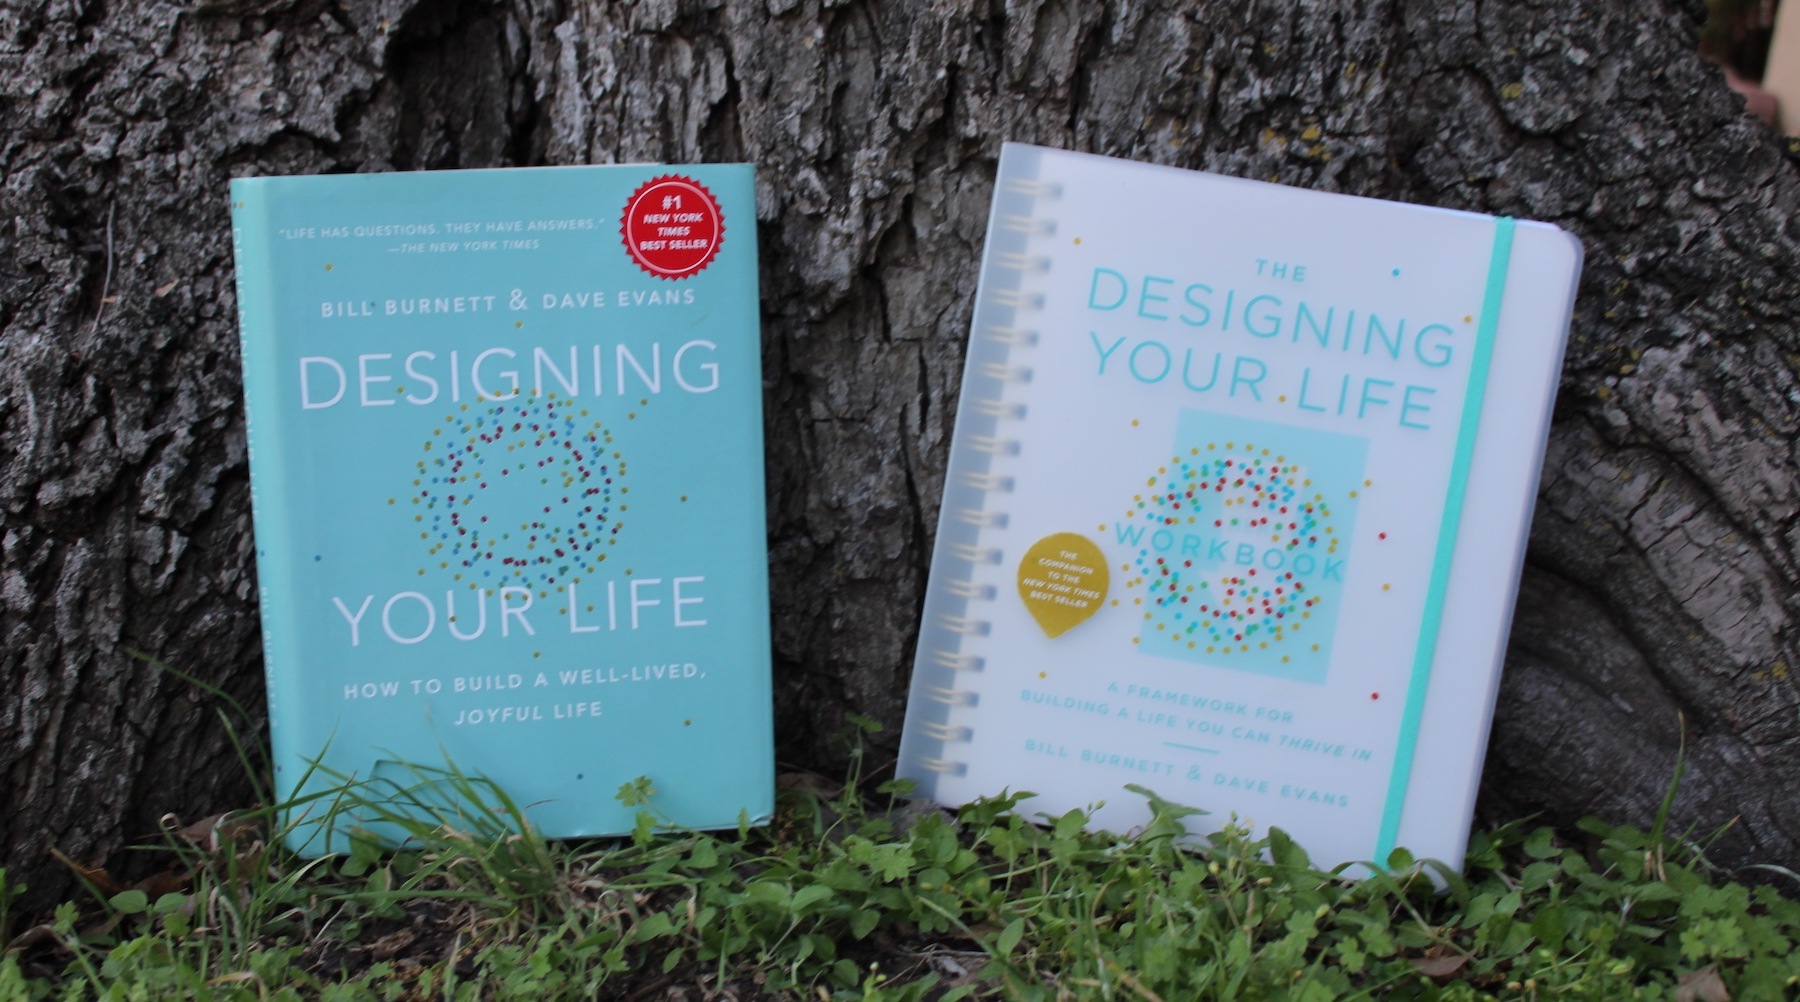 "LIFE HAS QUESTIONS. THEY HAVE ANSWERS."
—THE NEW YORK TIMES
#1
NEW YORK
TIMES
BEST SELLER
BILL BURNETT & DAVE EVANS
DESIGNING
YOUR LIFE
HOW TO BUILD A WELL-LIVED,
JOYFUL LIFE
THE
DESIGNING
YOUR LIFE
WORKBOOK
THE
COMPANION
TO THE
NEW YORK TIMES
BEST SELLER
A FRAMEWORK FOR
BUILDING A LIFE YOU CAN THRIVE IN
BILL BURNETT & DAVE EVANS